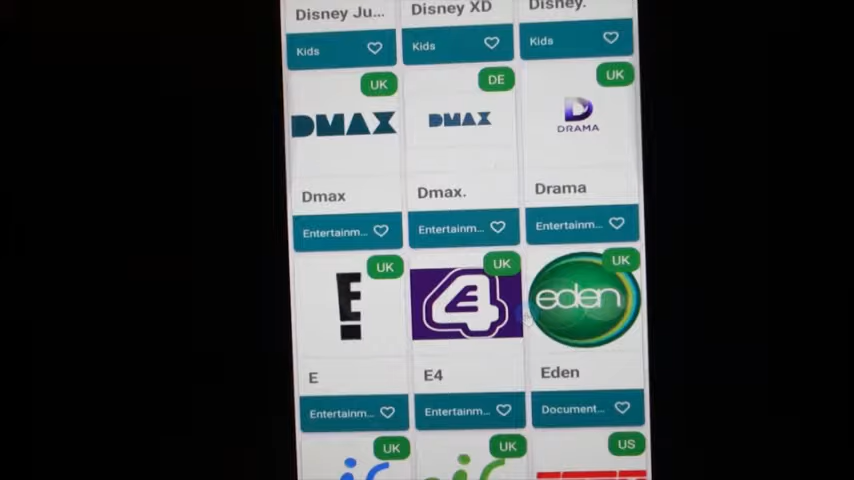 Disney Ju... Disney XD Disney.
Kids Kids Kids
UK DE UK
DMAX DMAX DRAMA
Dmax Dmax. Drama
Entertainm... Entertainm... Entertainm...
UK UK UK
E! 4 eden
E E4 Eden
Entertainm... Entertainm... Document...
UK UK US